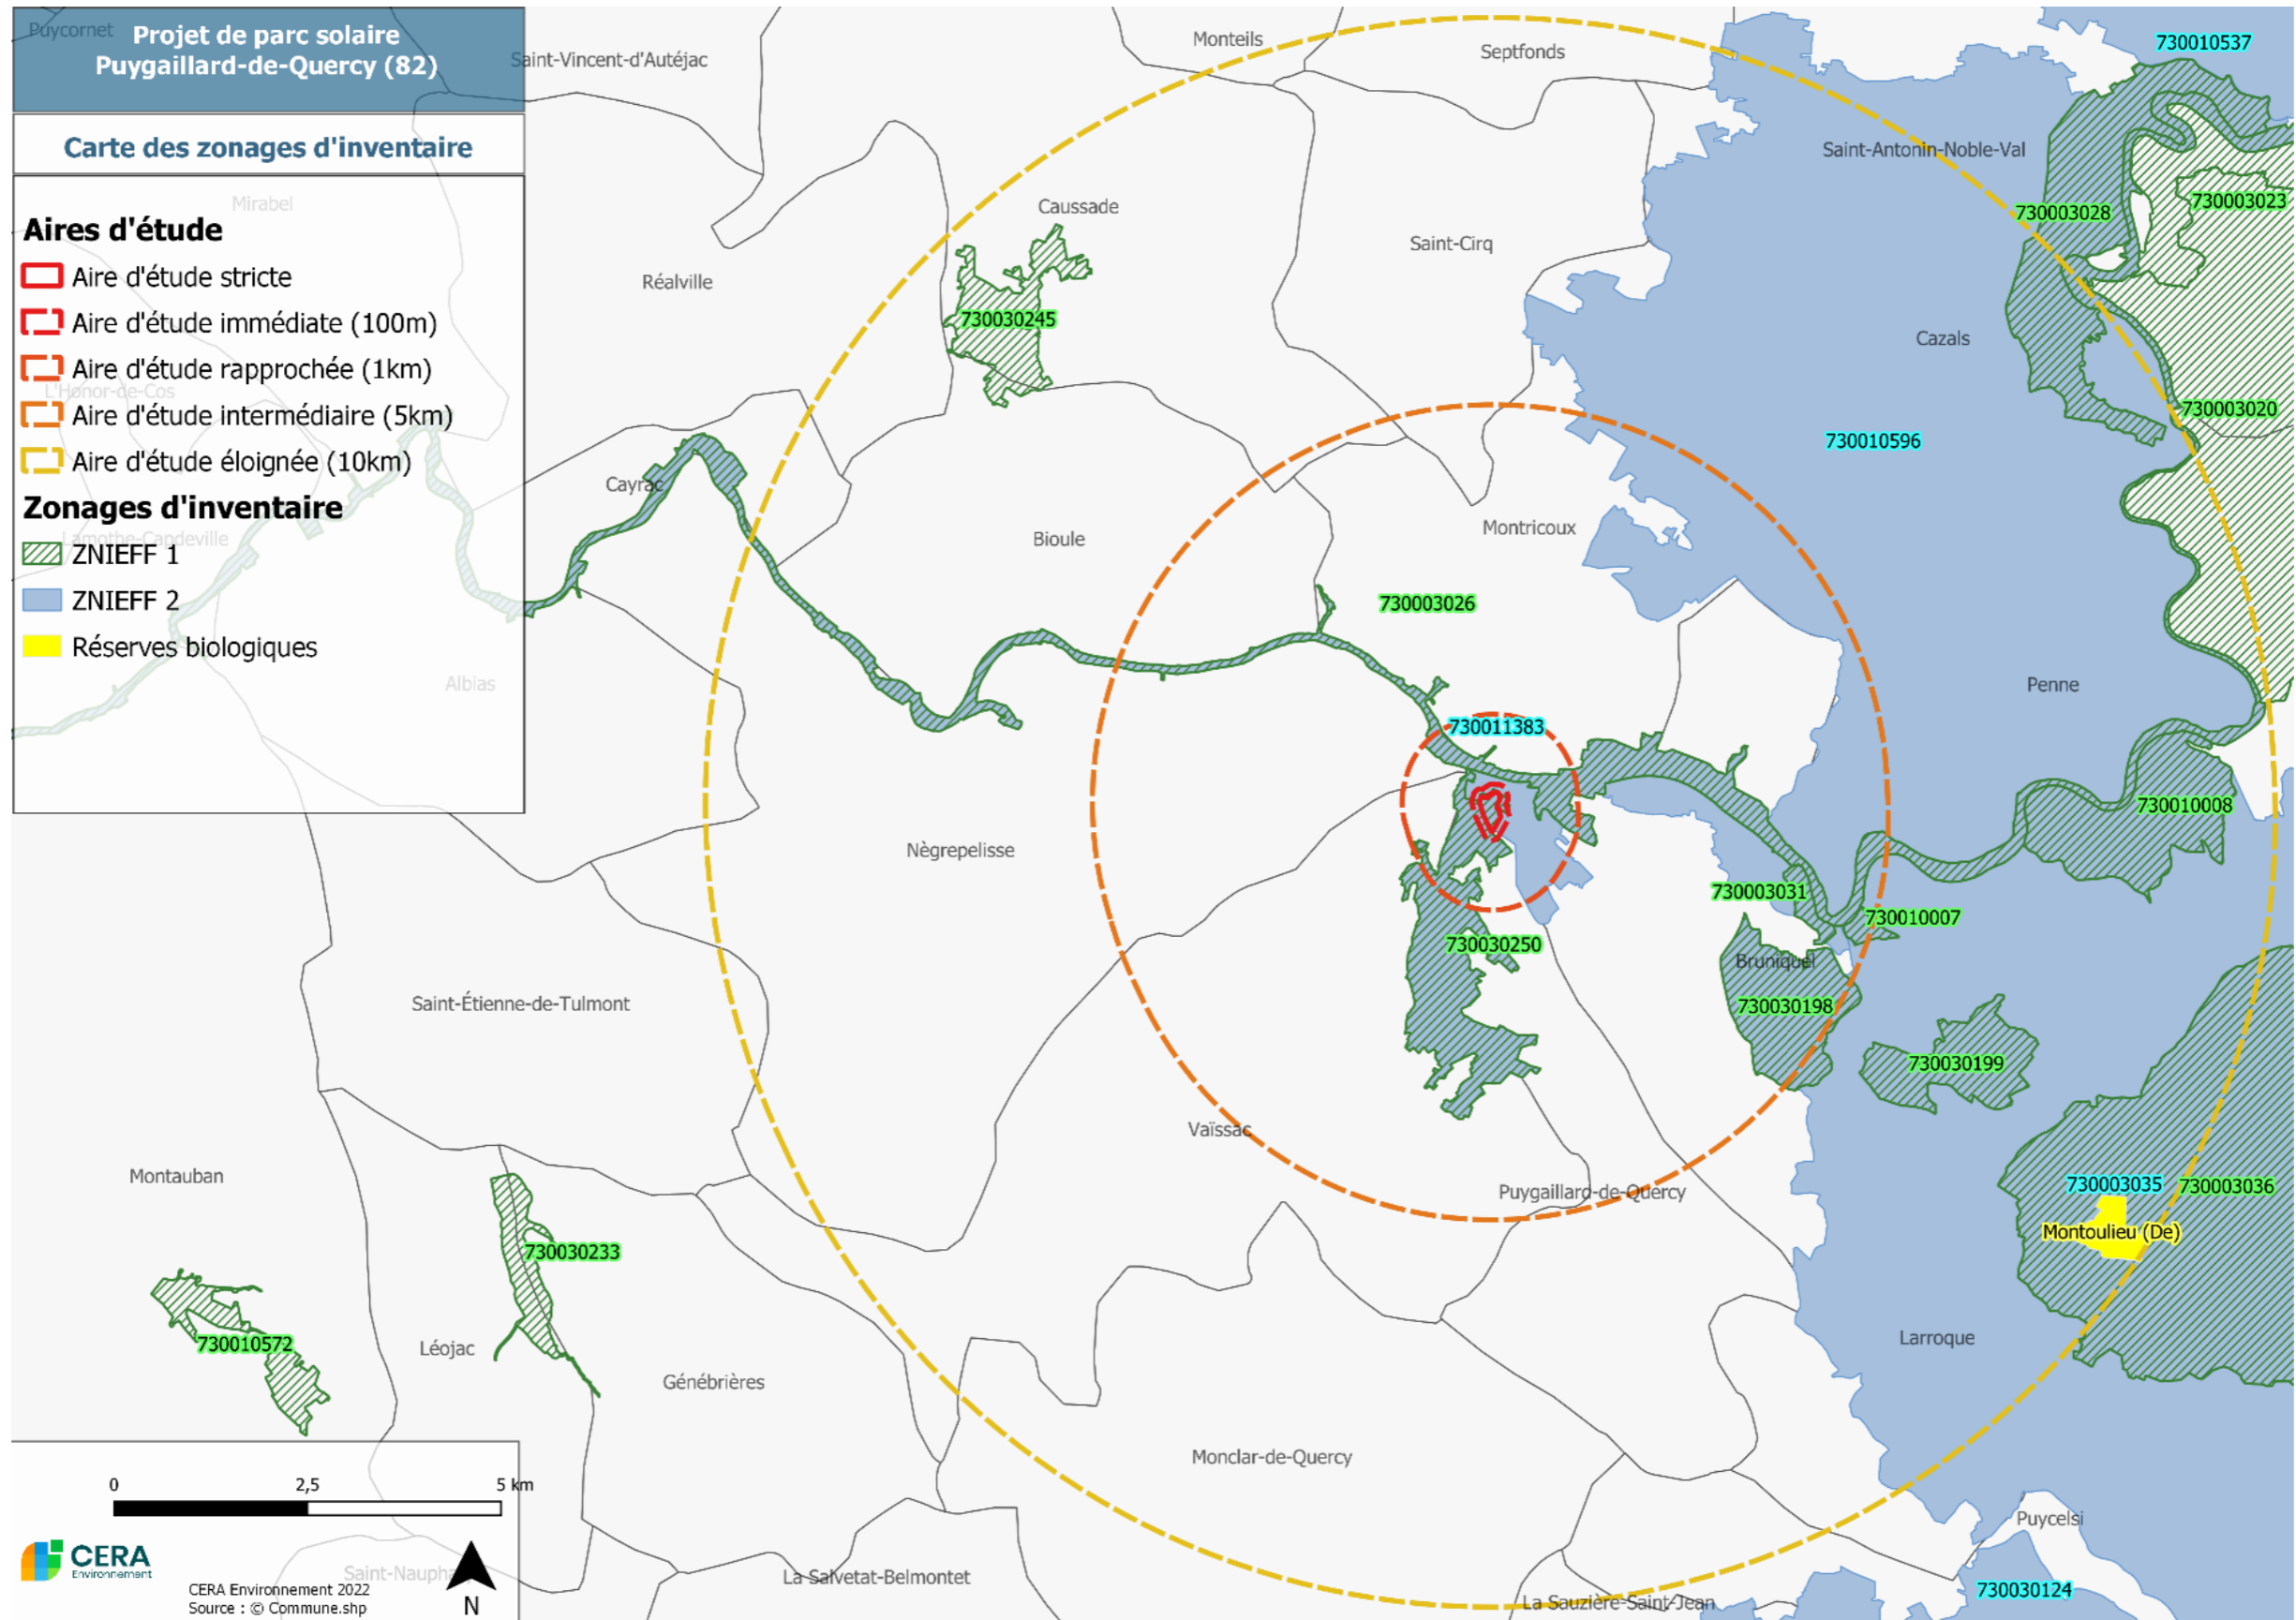 Projet de parc solaire
Puygaillard-de-Quercy (82)
Carte des zonages d'inventaire
Aires d'étude
Aire d'étude stricte
Aire d'étude immédiate (100m)
Aire d'étude rapprochée (1km)
Aire d'étude intermédiaire (5km)
Aire d'étude éloignée (10km)
Zonages d'inventaire
ZNIEFF 1
ZNIEFF 2
Réserves biologiques
Puycornet
Mirabel
L'Honor-de-Cos
Lamothe-Capdeville
Albias
Saint-Vincent-d'Autéjac
Monteils
Septfonds
730010537
Saint-Antonin-Noble-Val
730003023
730003028
Caussade
Saint-Cirq
Réalville
730030245
Cazals
730003020
730010596
Cayrac
Bioule
Montricoux
730003026
Penne
730011383
730010008
Nègrepelisse
730003031
730010007
730030250
Bruniquel
730030198
Saint-Étienne-de-Tulmont
730030199
Vaïssac
Montauban
Puygaillard-de-Quercy
730003035
730003036
Montoulieu (De)
730030233
730010572
Léojac
Larroque
Génébrières
Monclar-de-Quercy
Puycelsi
La Salvetat-Belmontet
730030124
La Sauzière-Saint-Jean
0 2,5 5 km
CERA
Environnement
CERA Environnement 2022
Source : © Commune.shp
N